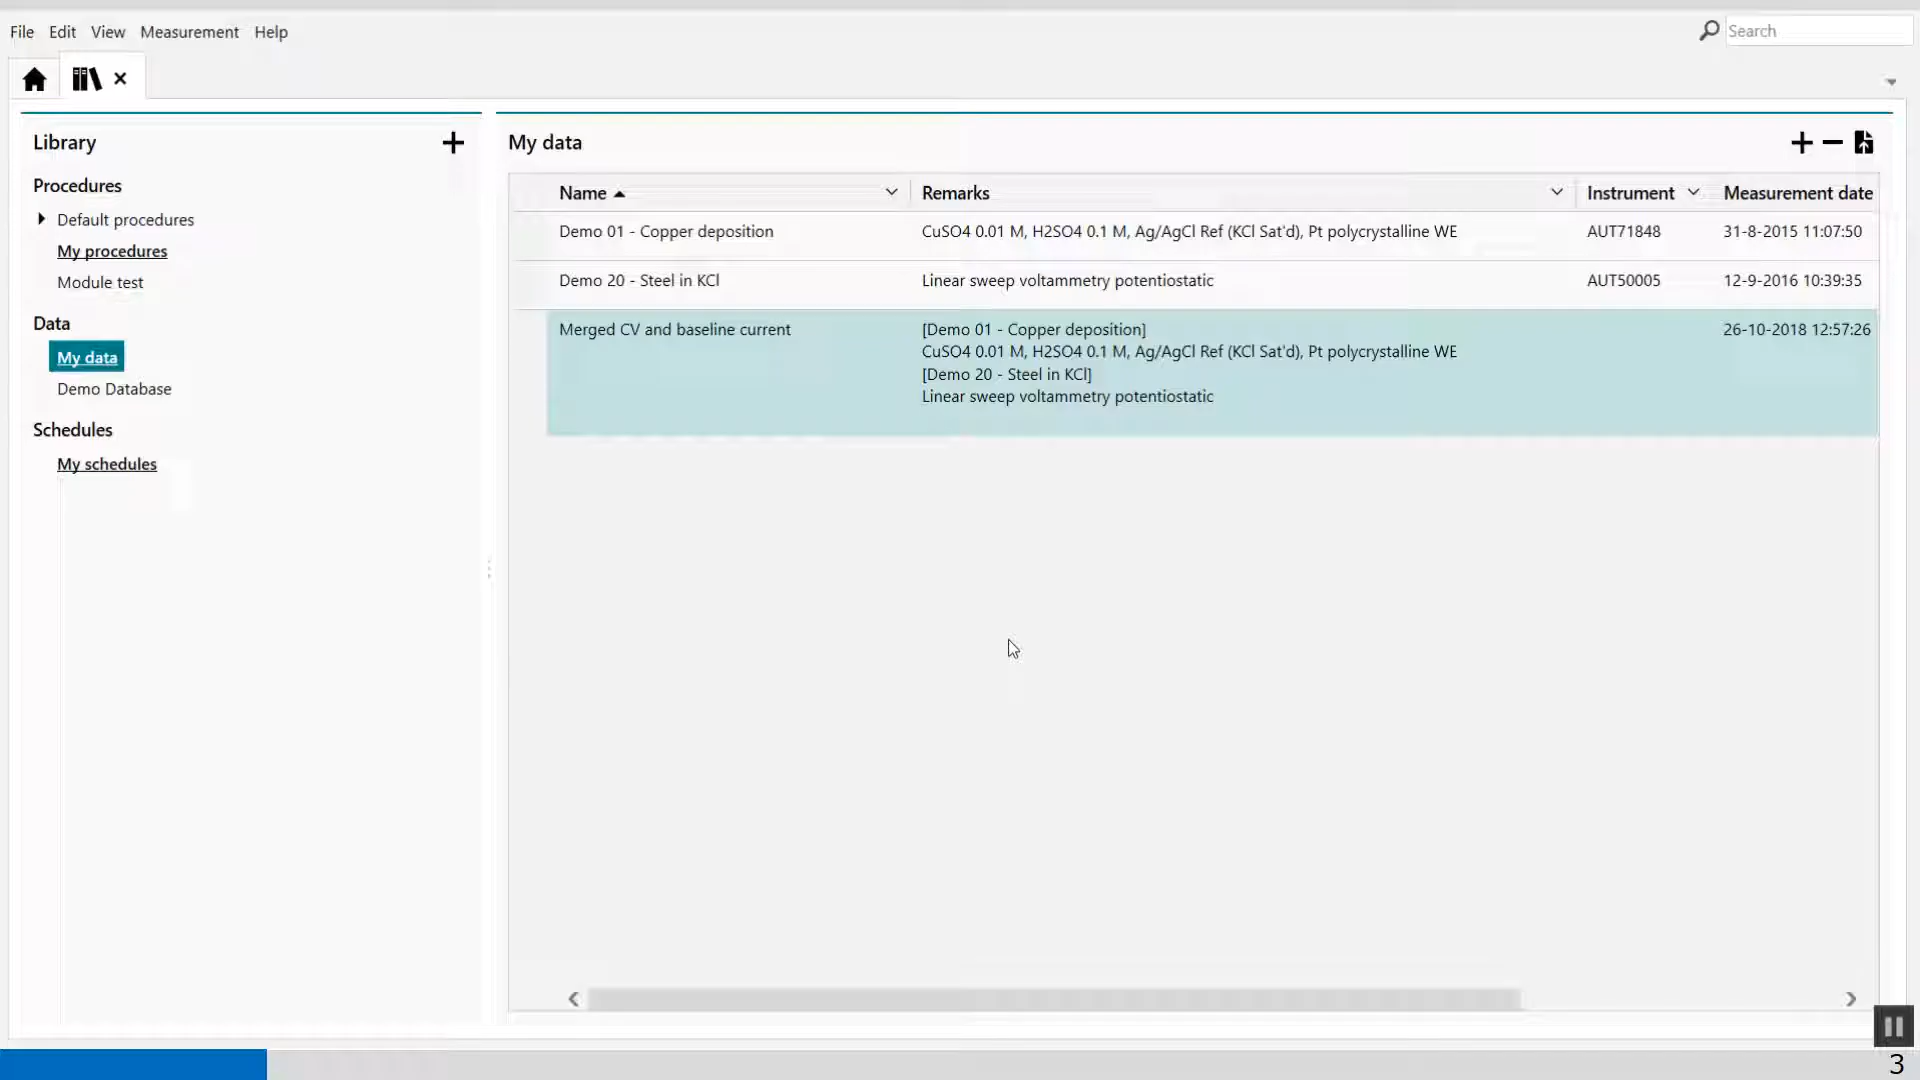 File Edit View Measurement Help
Search
Library
My data
Procedures
Default procedures
My procedures
Module test
Data
My data
Demo Database
Schedules
My schedules
Name Remarks Instrument Measurement date
Demo 01 - Copper deposition CuSO4 0.01 M, H2SO4 0.1 M, Ag/AgCl Ref (KCl Sat'd), Pt polycrystalline WE AUT71848 31-8-2015 11:07:50
Demo 20 - Steel in KCl Linear sweep voltammetry potentiostatic AUT50005 12-9-2016 10:39:35
Merged CV and baseline current [Demo 01 - Copper deposition] 26-10-2018 12:57:26
CuSO4 0.01 M, H2SO4 0.1 M, Ag/AgCl Ref (KCl Sat'd), Pt polycrystalline WE
[Demo 20 - Steel in KCl]
Linear sweep voltammetry potentiostatic
3